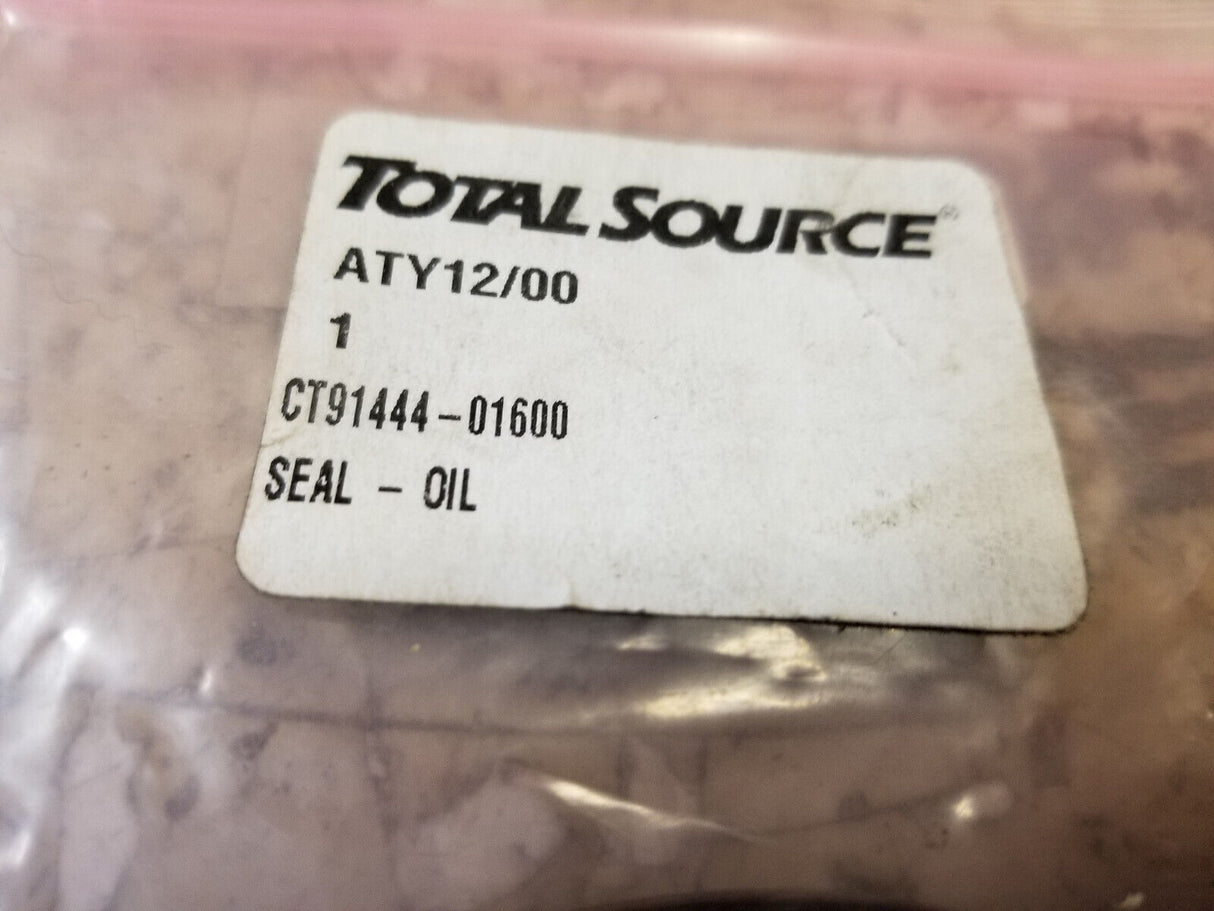 TOTAL SOURCE®
ATY12/00
1
CT91444-01600
SEAL - OIL